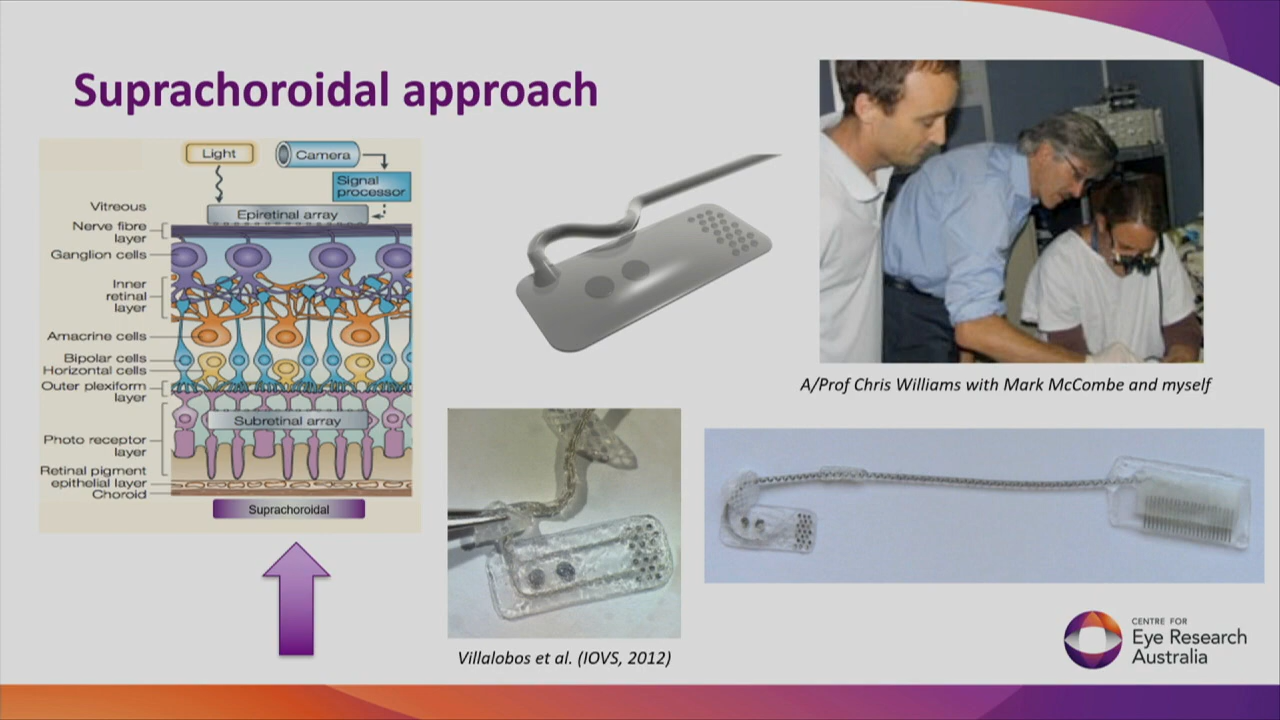 Suprachoroidal approach
Light
Camera
Signal
processor
Vitreous
Epiretinal array
Nerve fibre
layer
Ganglion cells
Inner
retinal
layer
Amacrine cells
Bipolar cells
Horizontal cells
Outer plexiform
layer
Subretinal array
Photo receptor
layer
Retinal pigment
epithelial layer
Choroid
Suprachoroidal
Villalobos et al. (IOVS, 2012)
A/Prof Chris Williams with Mark McCombe and myself
CENTRE FOR
Eye Research
Australia